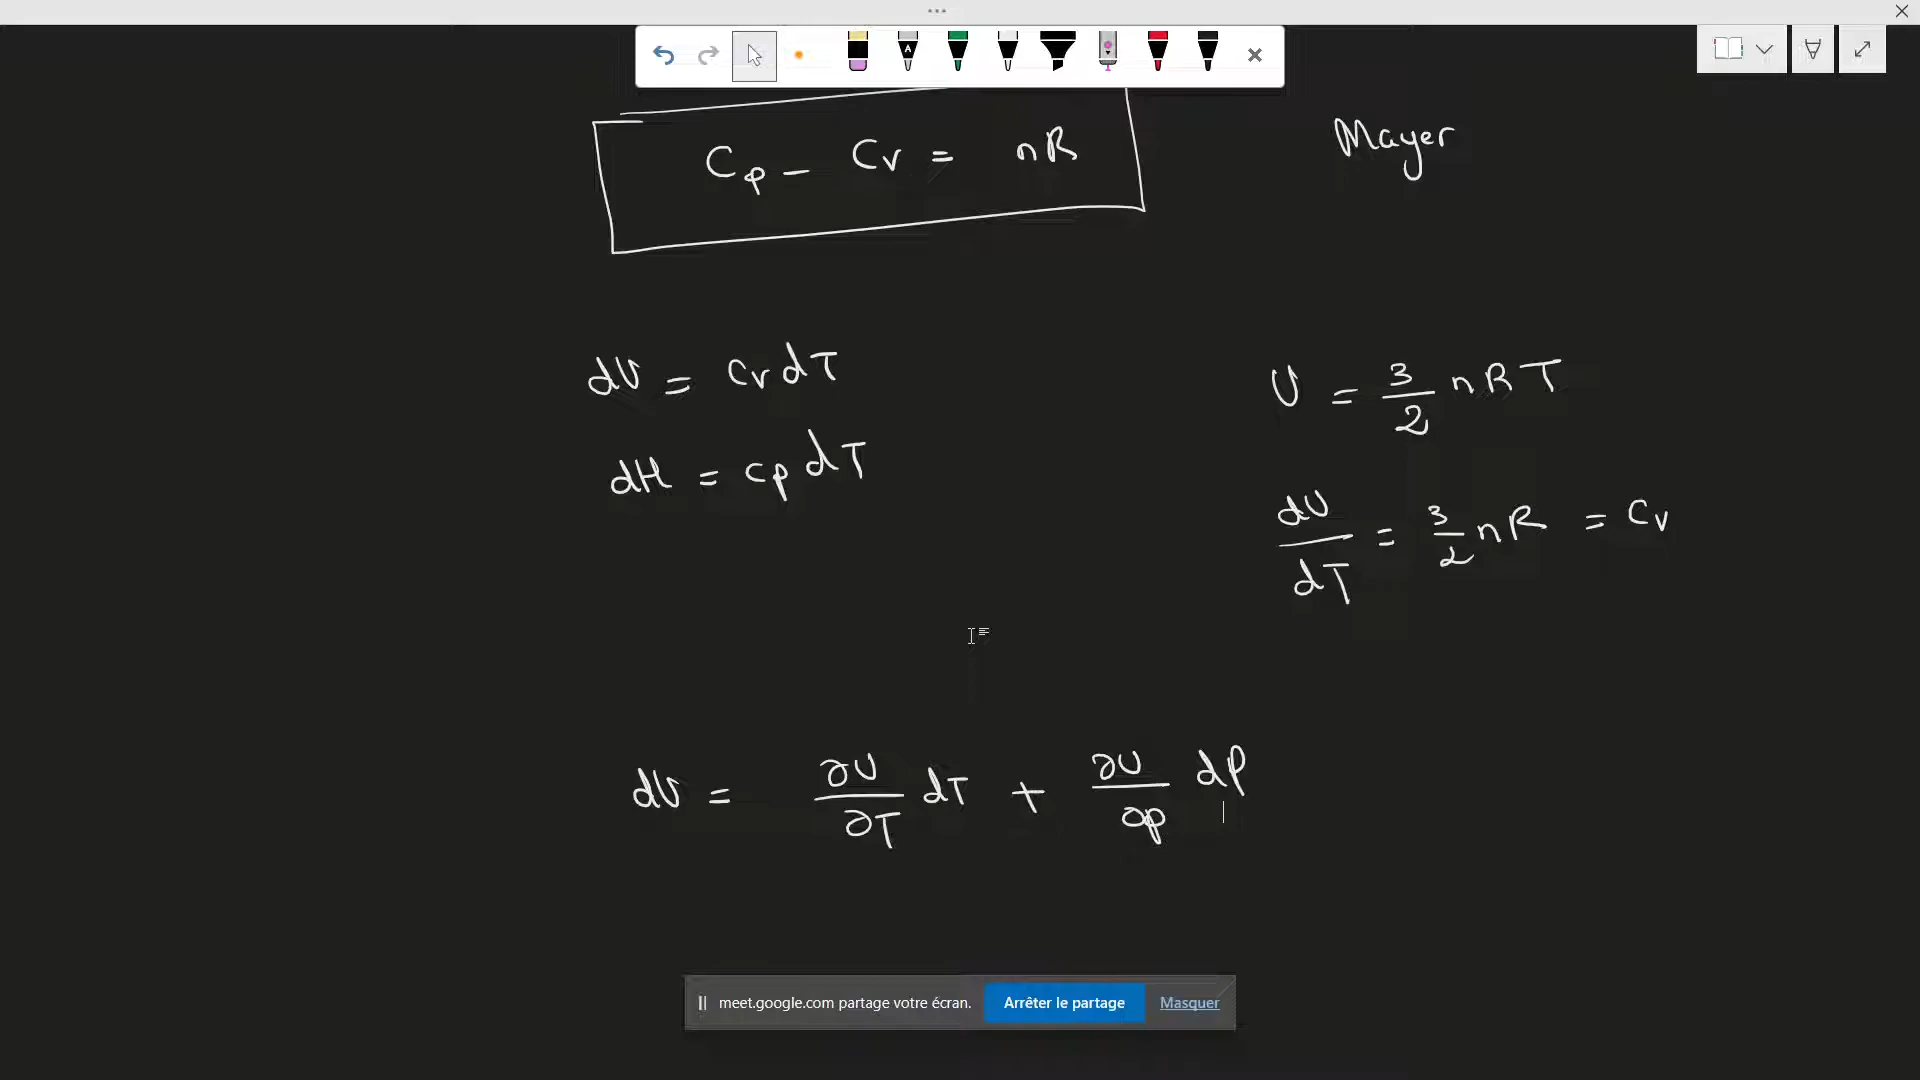 Cp - Cv = nR
Mayer
dU = Cv dT
U = 3/2 nRT
dH = Cp dT
dU/dT = 3/2 nR = Cv
dU = ∂U/∂T dT + ∂U/∂p dP
meet.google.com partage votre écran. Arrêter le partage Masquer